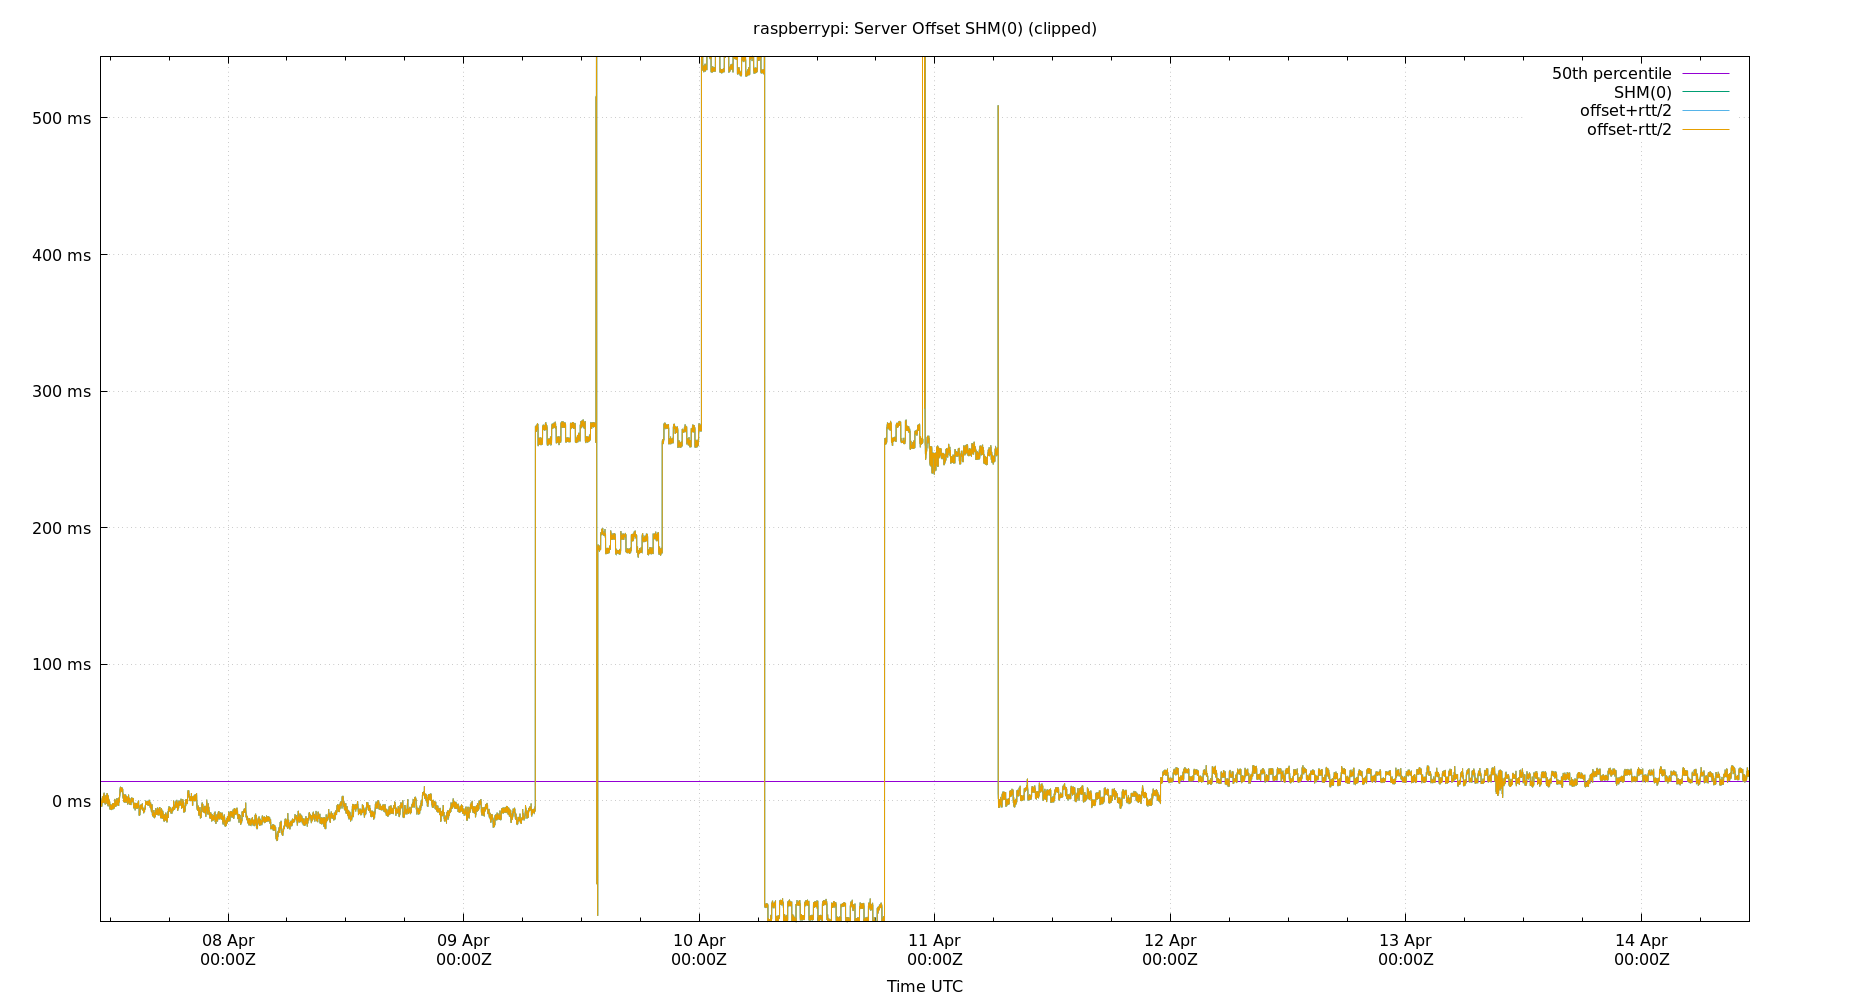 raspberrypi: Server Offset SHM(0) (clipped)
50th percentile
SHM(0)
offset+rtt/2
offset-rtt/2
500 ms
400 ms
300 ms
200 ms
100 ms
0 ms
08 Apr 09 Apr 10 Apr 11 Apr 12 Apr 13 Apr 14 Apr
00:00Z 00:00Z 00:00Z 00:00Z 00:00Z 00:00Z 00:00Z
Time UTC